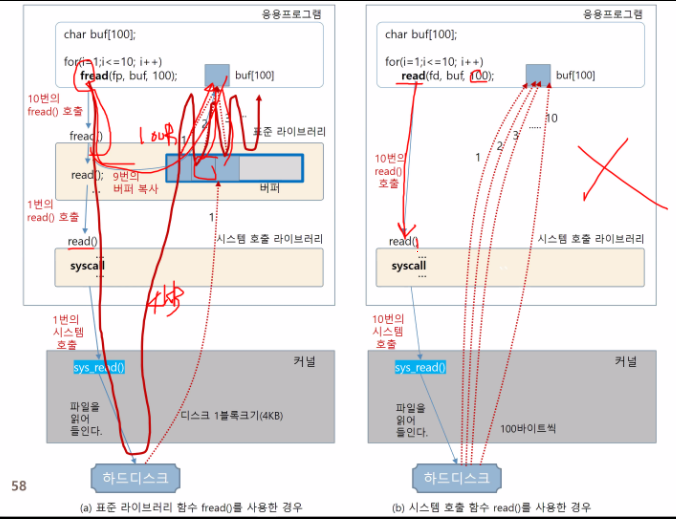 응용프로그램
char buf[100];
for(i=1;i<=10; i++)
fread(fp, buf, 100);
buf[100]
10번의
fread() 호출
fread()
100B
1
2
3
...
표준 라이브러리
read();
...
9번의
버퍼 복사
버퍼
1번의
read() 호출
1
read()
시스템 호출 라이브러리
...
syscall
...
4KB
1번의
시스템
호출
커널
sys_read()
파일을
읽어
들인다.
디스크 1블록크기(4KB)
하드디스크
(a) 표준 라이브러리 함수 fread()를 사용한 경우
응용프로그램
char buf[100];
for(i=1;i<=10; i++)
read(fd, buf, 100);
buf[100]
10
.....
3
2
1
10번의
read()
호출
read()
시스템 호출 라이브러리
...
syscall
...
10번의
시스템
호출
커널
sys_read()
파일을
읽어
들인다.
100바이트씩
하드디스크
(b) 시스템 호출 함수 read()를 사용한 경우
58